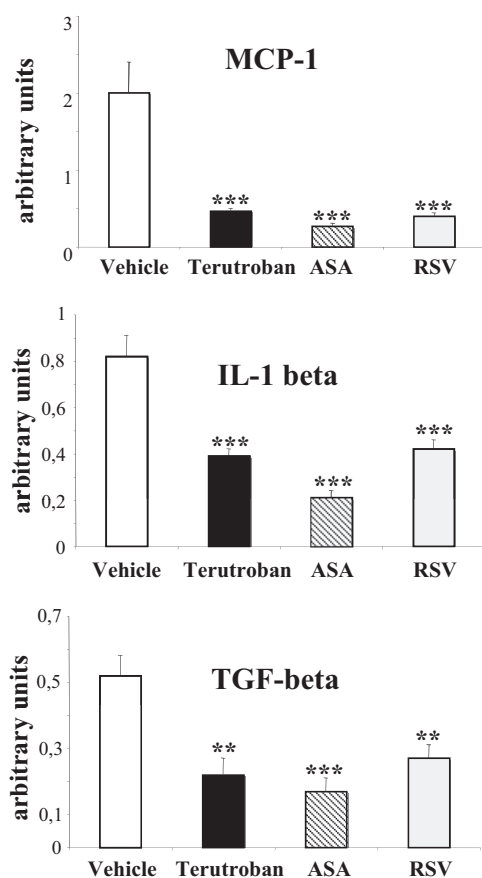 MCP-1
arbitrary units
3
2
1
0
***
***
***
Vehicle Terutroban ASA RSV
IL-1 beta
arbitrary units
1
0,8
0,6
0,4
0,2
0
***
***
***
Vehicle Terutroban ASA RSV
TGF-beta
arbitrary units
0,7
0,5
0,3
0,1
0
**
***
**
Vehicle Terutroban ASA RSV